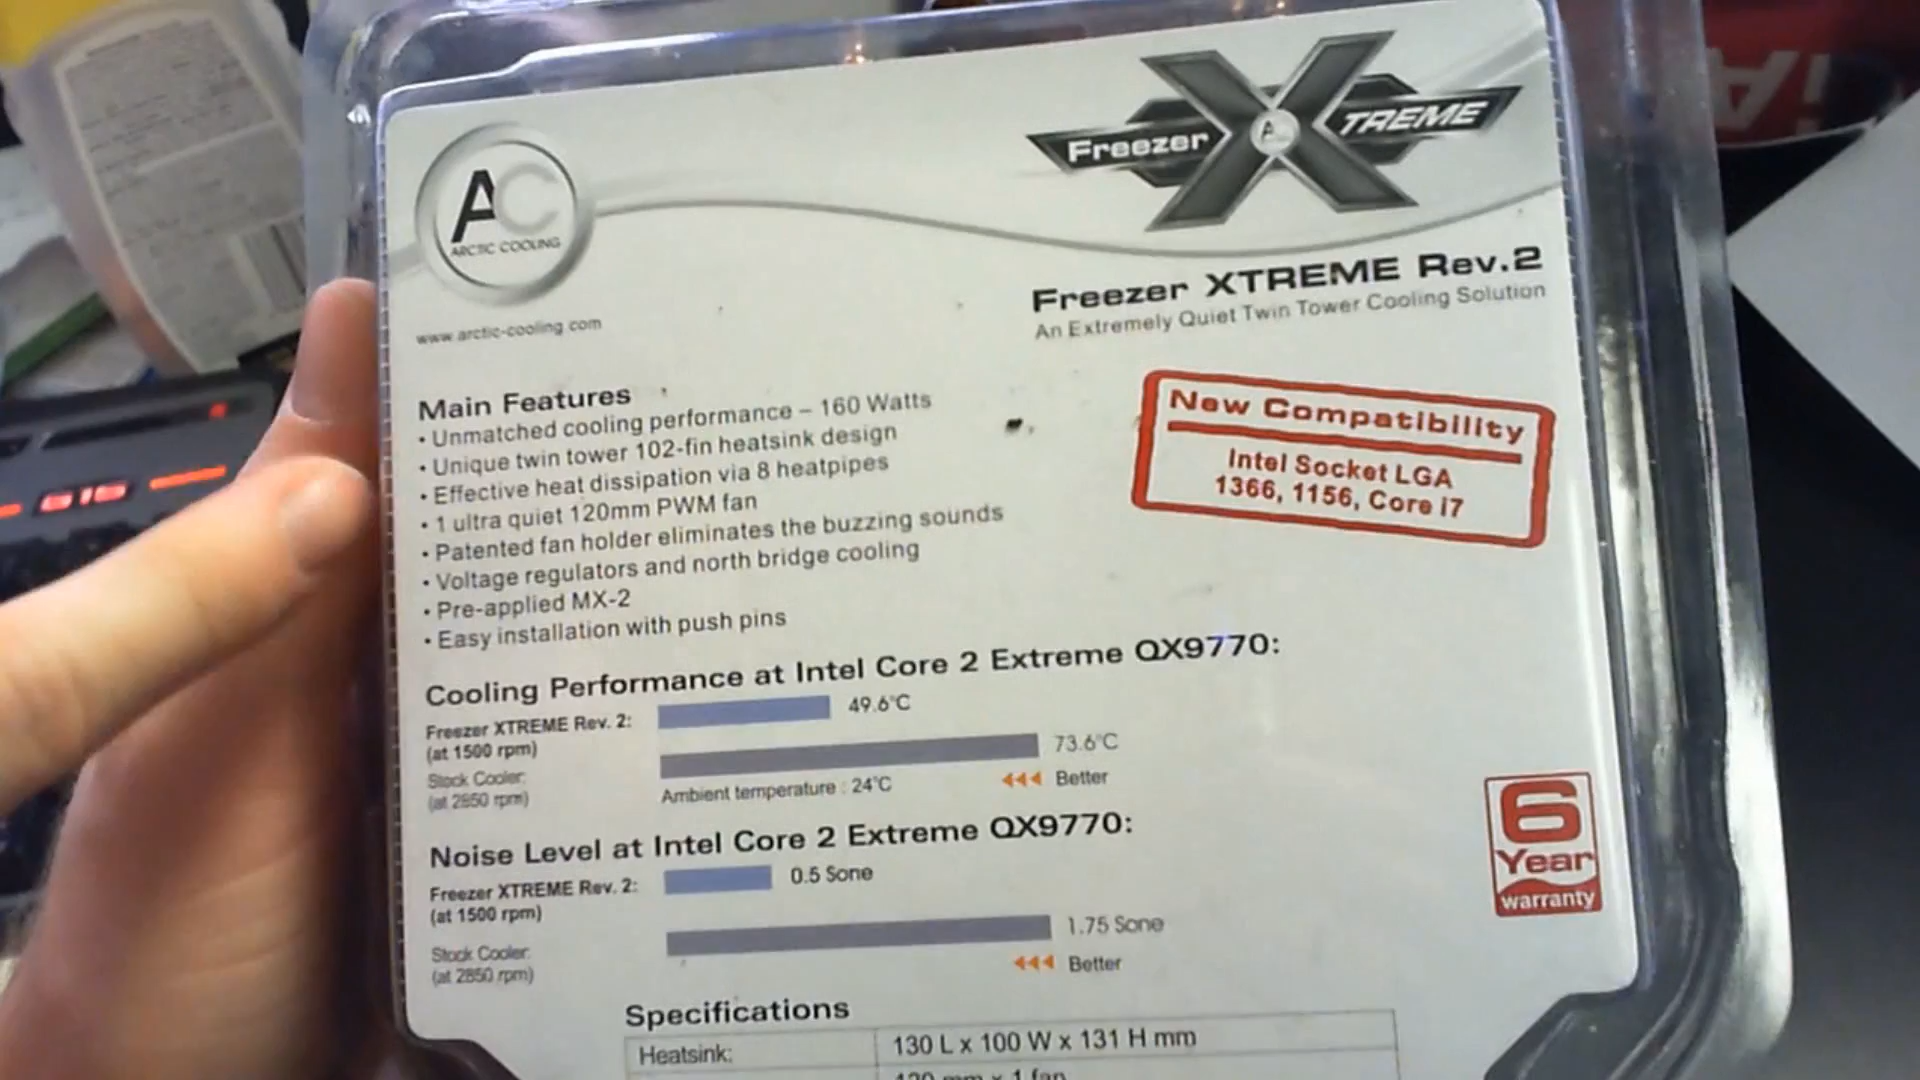 AC
ARCTIC COOLING
www.arctic-cooling.com
Freezer XTREME
Freezer XTREME Rev.2
An Extremely Quiet Twin Tower Cooling Solution
Main Features
• Unmatched cooling performance – 160 Watts
• Unique twin tower 102-fin heatsink design
• Effective heat dissipation via 8 heatpipes
• 1 ultra quiet 120mm PWM fan
• Patented fan holder eliminates the buzzing sounds
• Voltage regulators and north bridge cooling
• Pre-applied MX-2
• Easy installation with push pins
New Compatibility
Intel Socket LGA
1366, 1156, Core i7
Cooling Performance at Intel Core 2 Extreme QX9770:
Freezer XTREME Rev. 2: 49.6°C
(at 1500 rpm)
Stock Cooler: 73.6°C
(at 2850 rpm)
Ambient temperature : 24°C Better
Noise Level at Intel Core 2 Extreme QX9770:
Freezer XTREME Rev. 2: 0.5 Sone
(at 1500 rpm)
Stock Cooler: 1.75 Sone
(at 2850 rpm)
Better
6
Year
warranty
Specifications
Heatsink: 130 L x 100 W x 131 H mm
120 mm x 1 fan